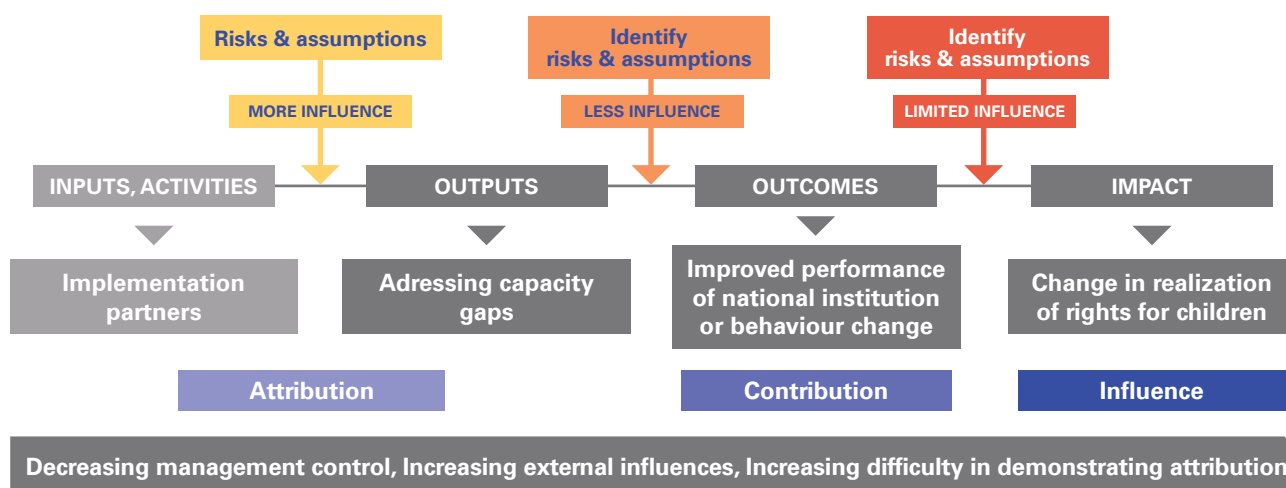 Risks & assumptions
Identify
risks & assumptions
Identify
risks & assumptions
MORE INFLUENCE
LESS INFLUENCE
LIMITED INFLUENCE
INPUTS, ACTIVITIES
OUTPUTS
OUTCOMES
IMPACT
Implementation
partners
Adressing capacity
gaps
Improved performance
of national institution
or behaviour change
Change in realization
of rights for children
Attribution
Contribution
Influence
Decreasing management control, Increasing external influences, Increasing difficulty in demonstrating attribution